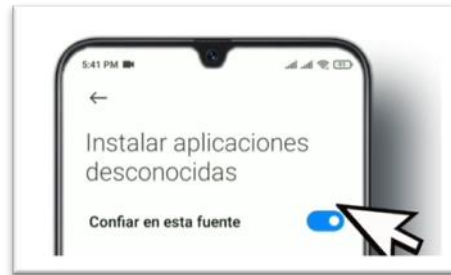 5:41 PM
Instalar aplicaciones
desconocidas
Confiar en esta fuente